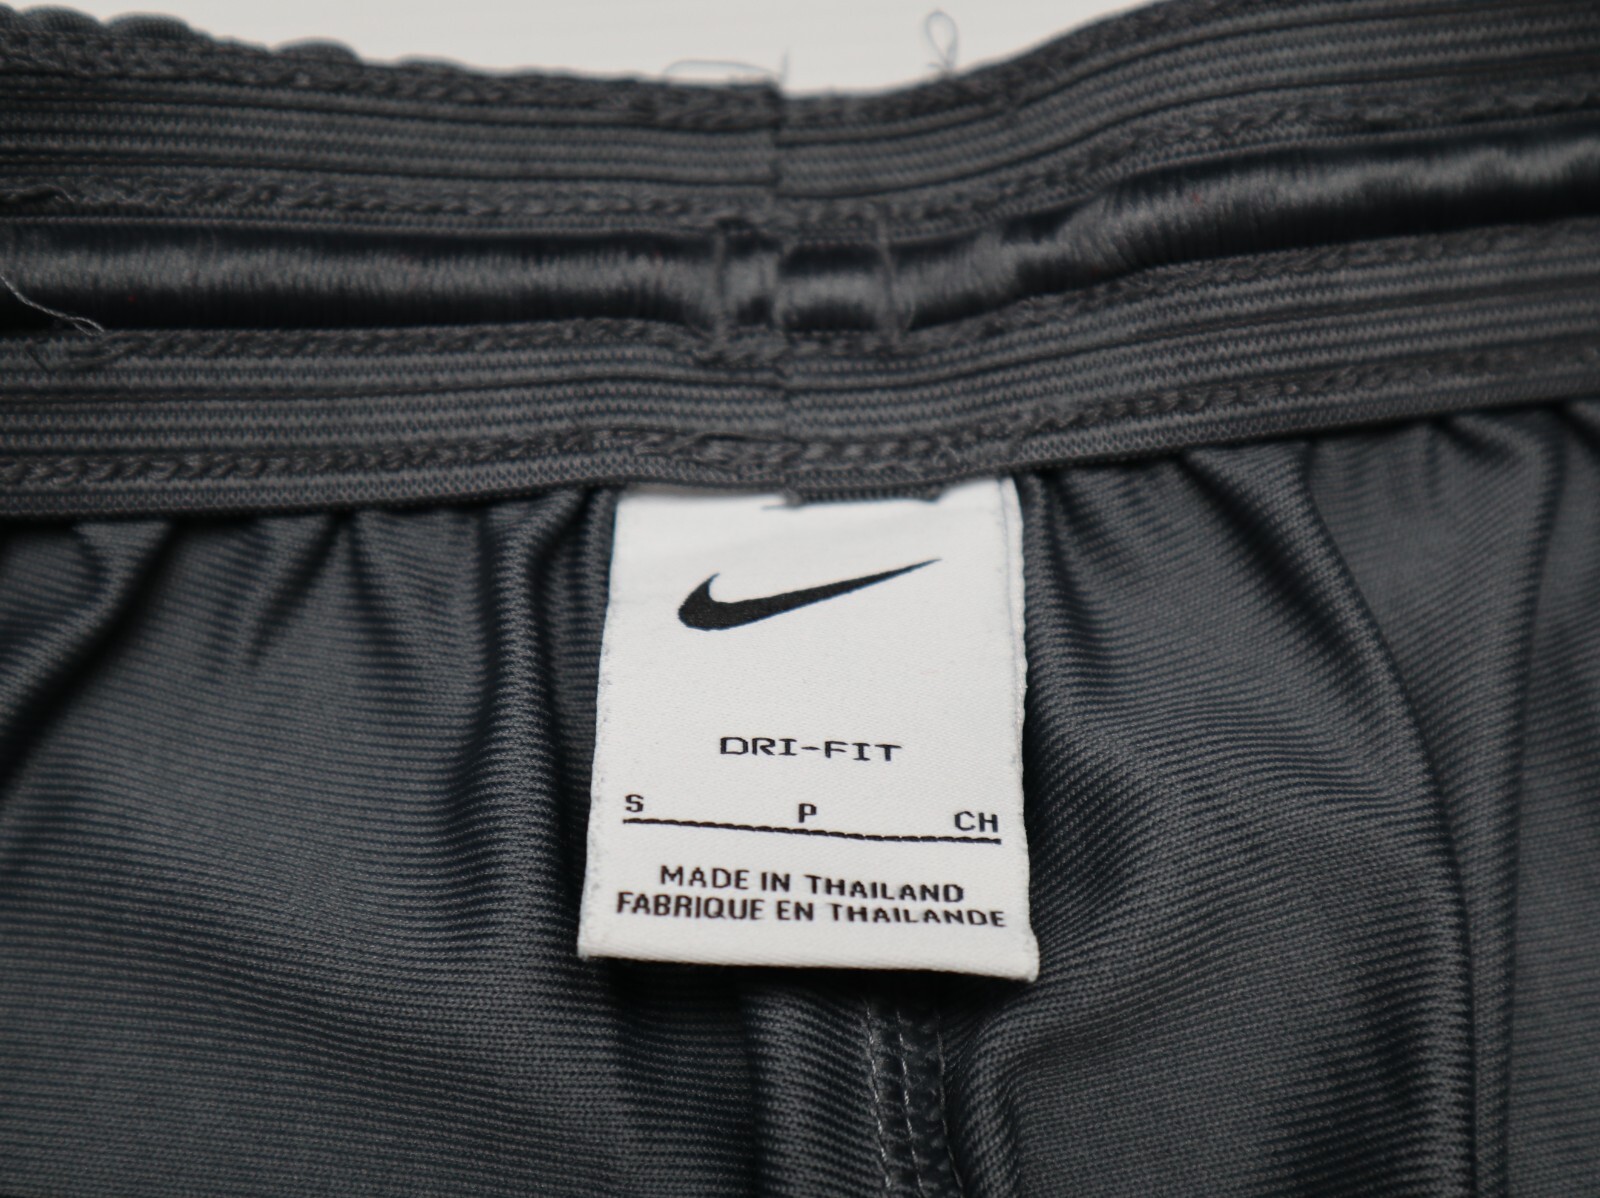 DRI-FIT
S P CH
MADE IN THAILAND
FABRIQUE EN THAILANDE